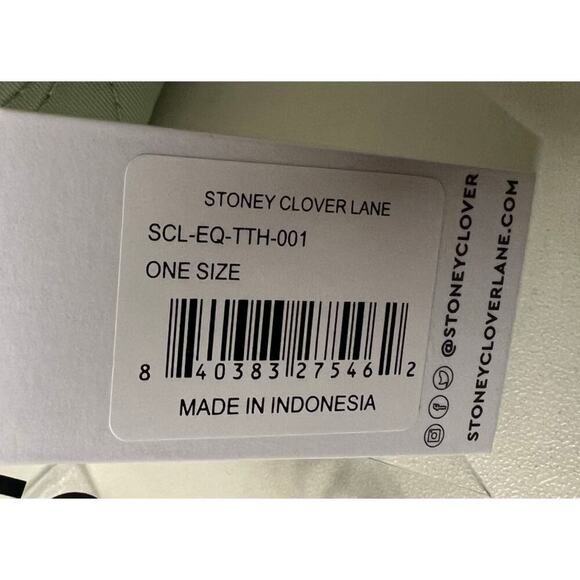 STONEY CLOVER LANE
SCL-EQ-TTH-001
ONE SIZE
8 40383 27546 2
MADE IN INDONESIA
@STONEYCLOVER
STONEYCLOVERLANE.COM